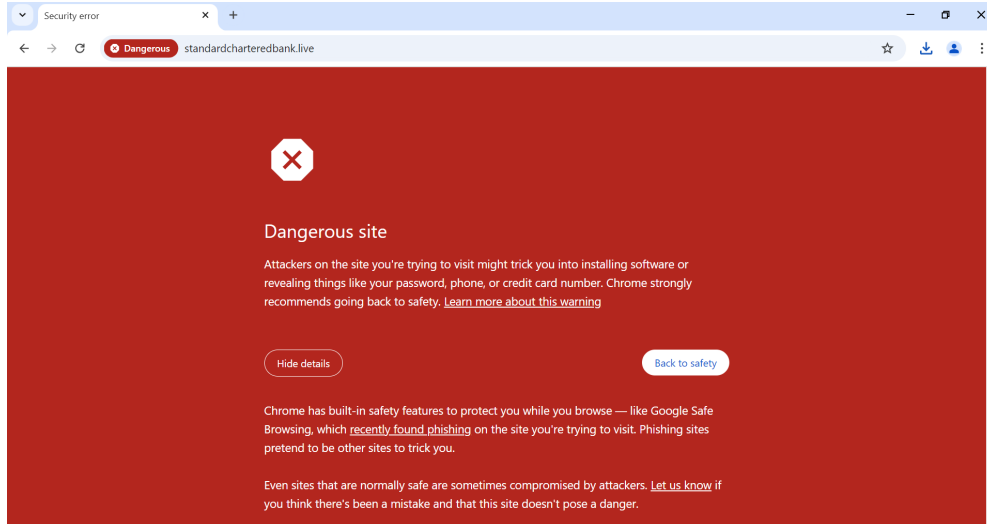 Security error
Dangerous standardcharteredbank.live
Dangerous site
Attackers on the site you're trying to visit might trick you into installing software or
revealing things like your password, phone, or credit card number. Chrome strongly
recommends going back to safety. Learn more about this warning
Hide details Back to safety
Chrome has built-in safety features to protect you while you browse — like Google Safe
Browsing, which recently found phishing on the site you're trying to visit. Phishing sites
pretend to be other sites to trick you.
Even sites that are normally safe are sometimes compromised by attackers. Let us know if
you think there's been a mistake and that this site doesn't pose a danger.